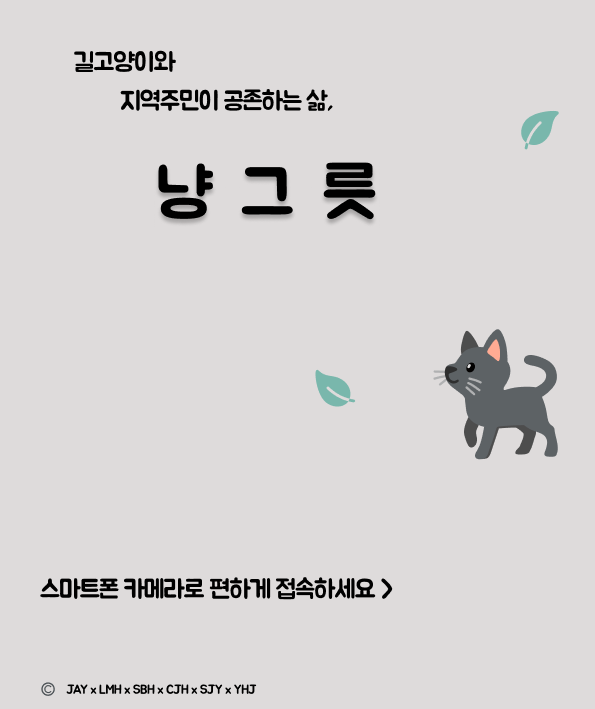 길고양이와
지역주민이 공존하는 삶,
냥 그 릇
스마트폰 카메라로 편하게 접속하세요 >
© JAY x LMH x SBH x CJH x SJY x YHJ